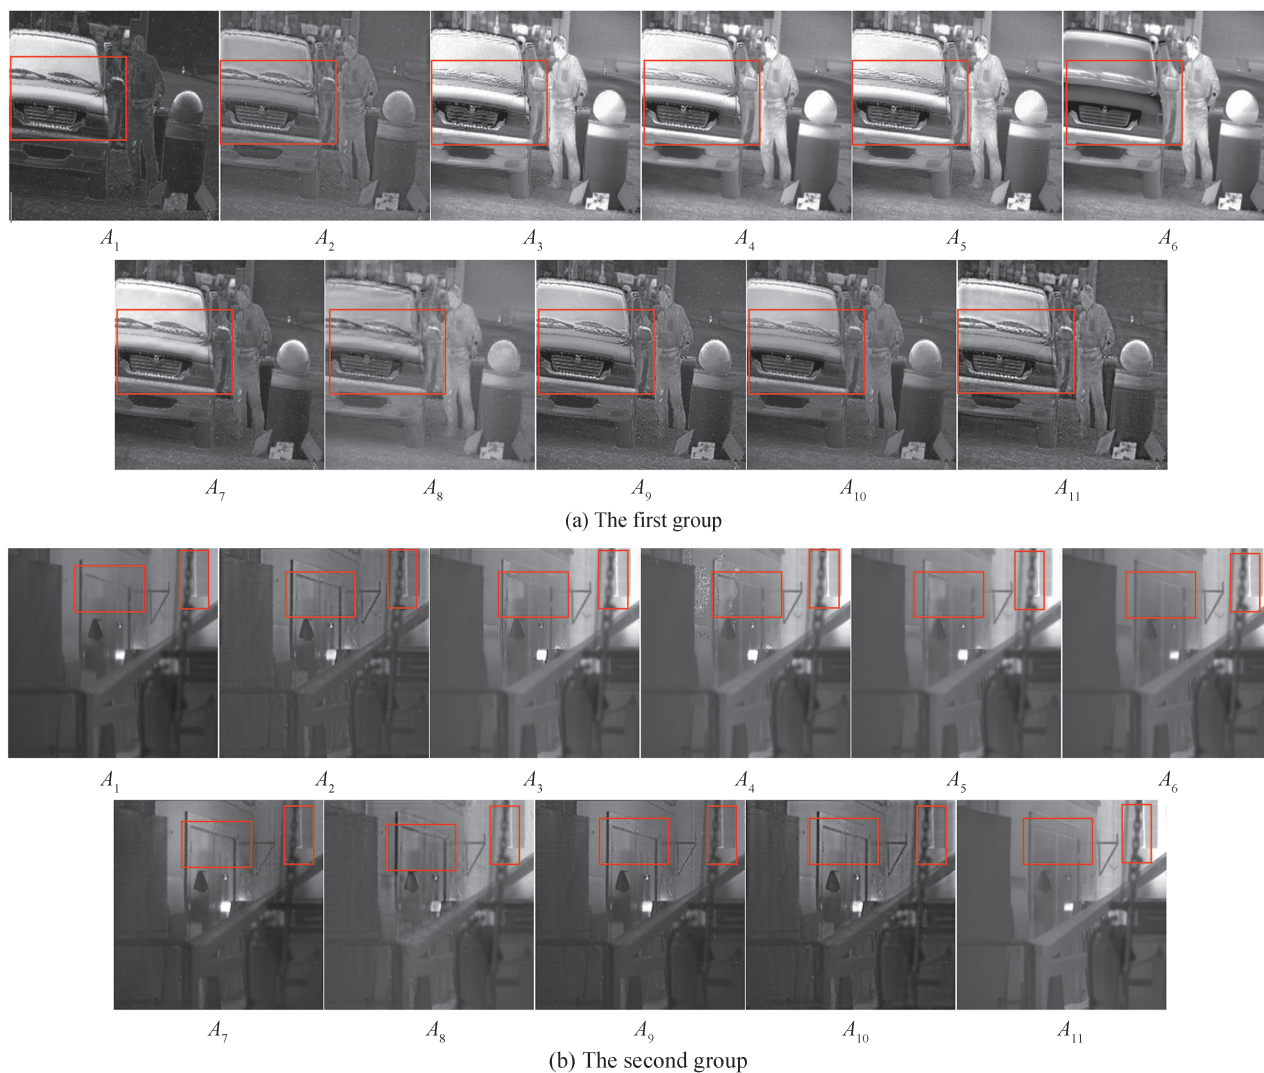 A1 A2 A3 A4 A5 A6
A7 A8 A9 A10 A11
(a) The first group
A1 A2 A3 A4 A5 A6
A7 A8 A9 A10 A11
(b) The second group